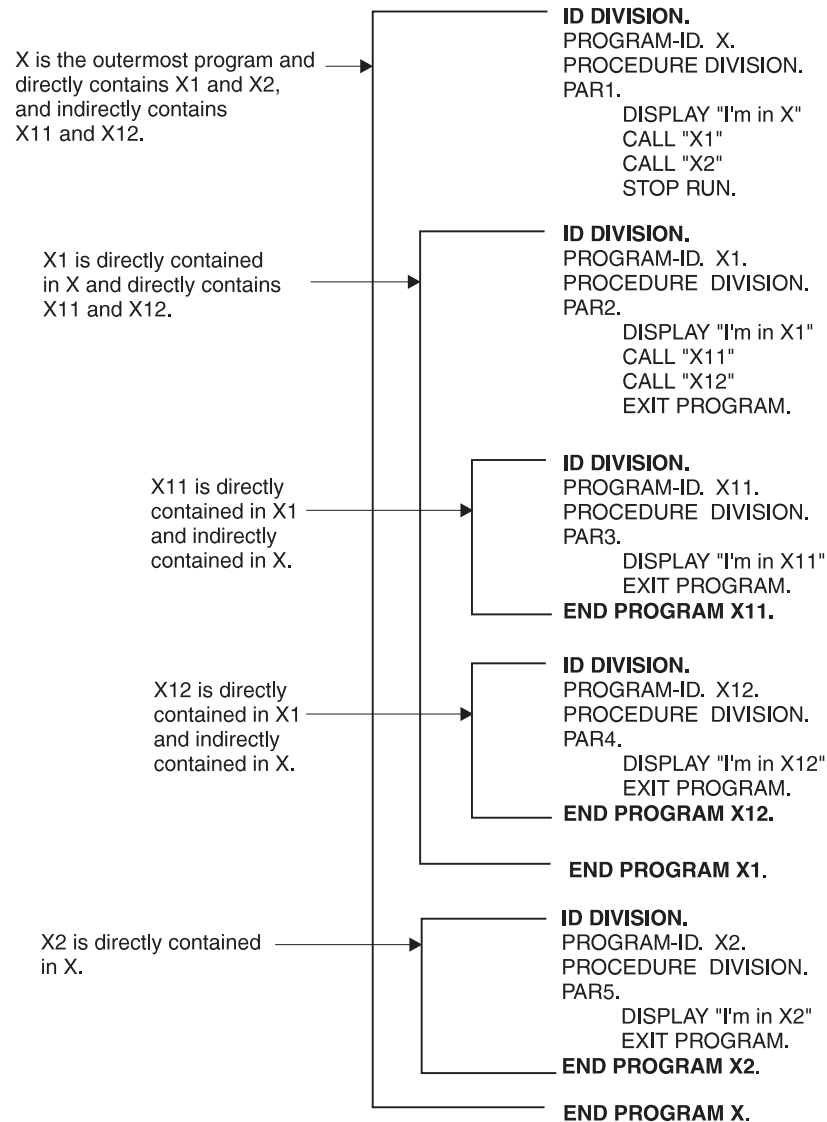 X is the outermost program and
directly contains X1 and X2,
and indirectly contains
X11 and X12.
ID DIVISION.
PROGRAM-ID. X.
PROCEDURE DIVISION.
PAR1.
DISPLAY "I'm in X"
CALL "X1"
CALL "X2"
STOP RUN.
X1 is directly contained
in X and directly contains
X11 and X12.
ID DIVISION.
PROGRAM-ID. X1.
PROCEDURE DIVISION.
PAR2.
DISPLAY "I'm in X1"
CALL "X11"
CALL "X12"
EXIT PROGRAM.
X11 is directly
contained in X1
and indirectly
contained in X.
ID DIVISION.
PROGRAM-ID. X11.
PROCEDURE DIVISION.
PAR3.
DISPLAY "I'm in X11"
EXIT PROGRAM.
END PROGRAM X11.
X12 is directly
contained in X1
and indirectly
contained in X.
ID DIVISION.
PROGRAM-ID. X12.
PROCEDURE DIVISION.
PAR4.
DISPLAY "I'm in X12"
EXIT PROGRAM.
END PROGRAM X12.
END PROGRAM X1.
X2 is directly contained
in X.
ID DIVISION.
PROGRAM-ID. X2.
PROCEDURE DIVISION.
PAR5.
DISPLAY "I'm in X2"
EXIT PROGRAM.
END PROGRAM X2.
END PROGRAM X.